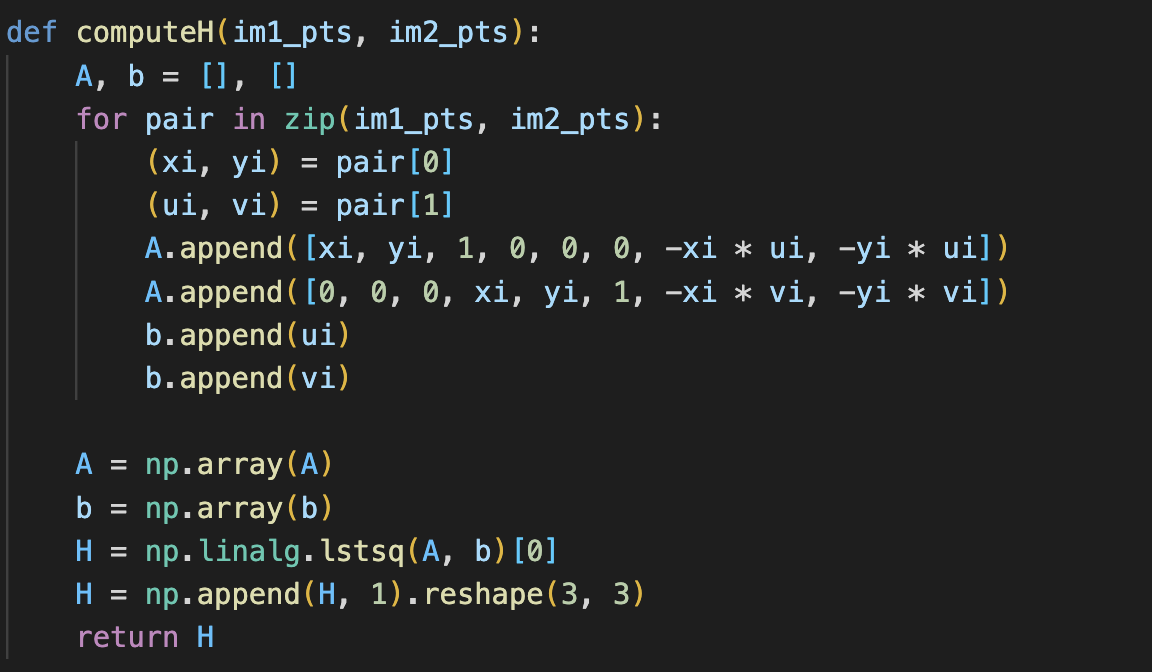 def computeH(im1_pts, im2_pts):
    A, b = [], []
    for pair in zip(im1_pts, im2_pts):
        (xi, yi) = pair[0]
        (ui, vi) = pair[1]
        A.append([xi, yi, 1, 0, 0, 0, -xi * ui, -yi * ui])
        A.append([0, 0, 0, xi, yi, 1, -xi * vi, -yi * vi])
        b.append(ui)
        b.append(vi)

    A = np.array(A)
    b = np.array(b)
    H = np.linalg.lstsq(A, b)[0]
    H = np.append(H, 1).reshape(3, 3)
    return H